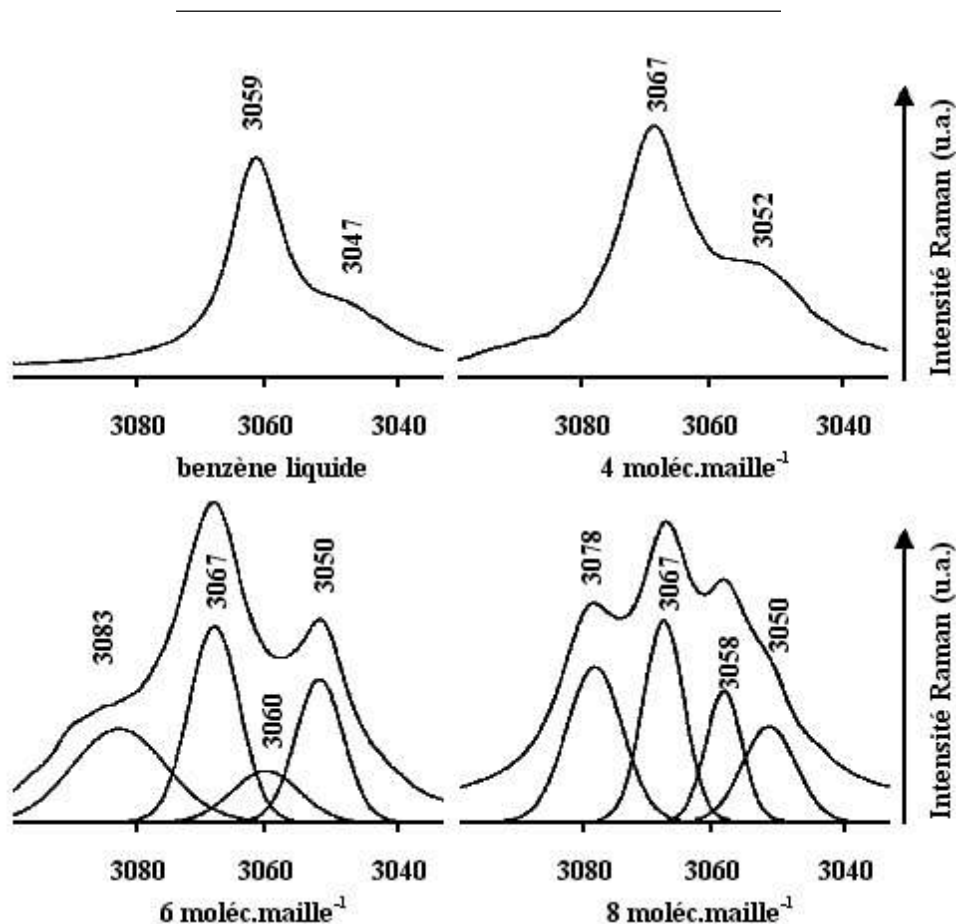 3059
3047
3080 3060 3040
benzène liquide
3067
3052
3080 3060 3040
4 moléc.maille⁻¹
Intensité Raman (u.a.)
3083
3067
3060
3050
3080 3060 3040
6 moléc.maille⁻¹
3078
3067
3058
3050
3080 3060 3040
8 moléc.maille⁻¹
Intensité Raman (u.a.)